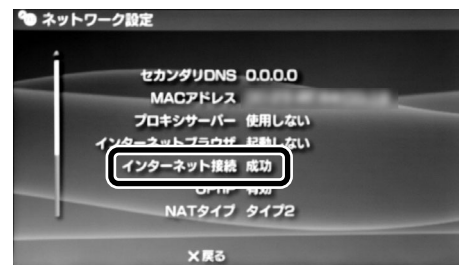 ネットワーク設定
セカンダリDNS 0.0.0.0
MACアドレス
プロキシサーバー 使用しない
インターネットブラウザ 起動しない
インターネット接続 成功
UPnP 有効
NATタイプ タイプ2
×戻る